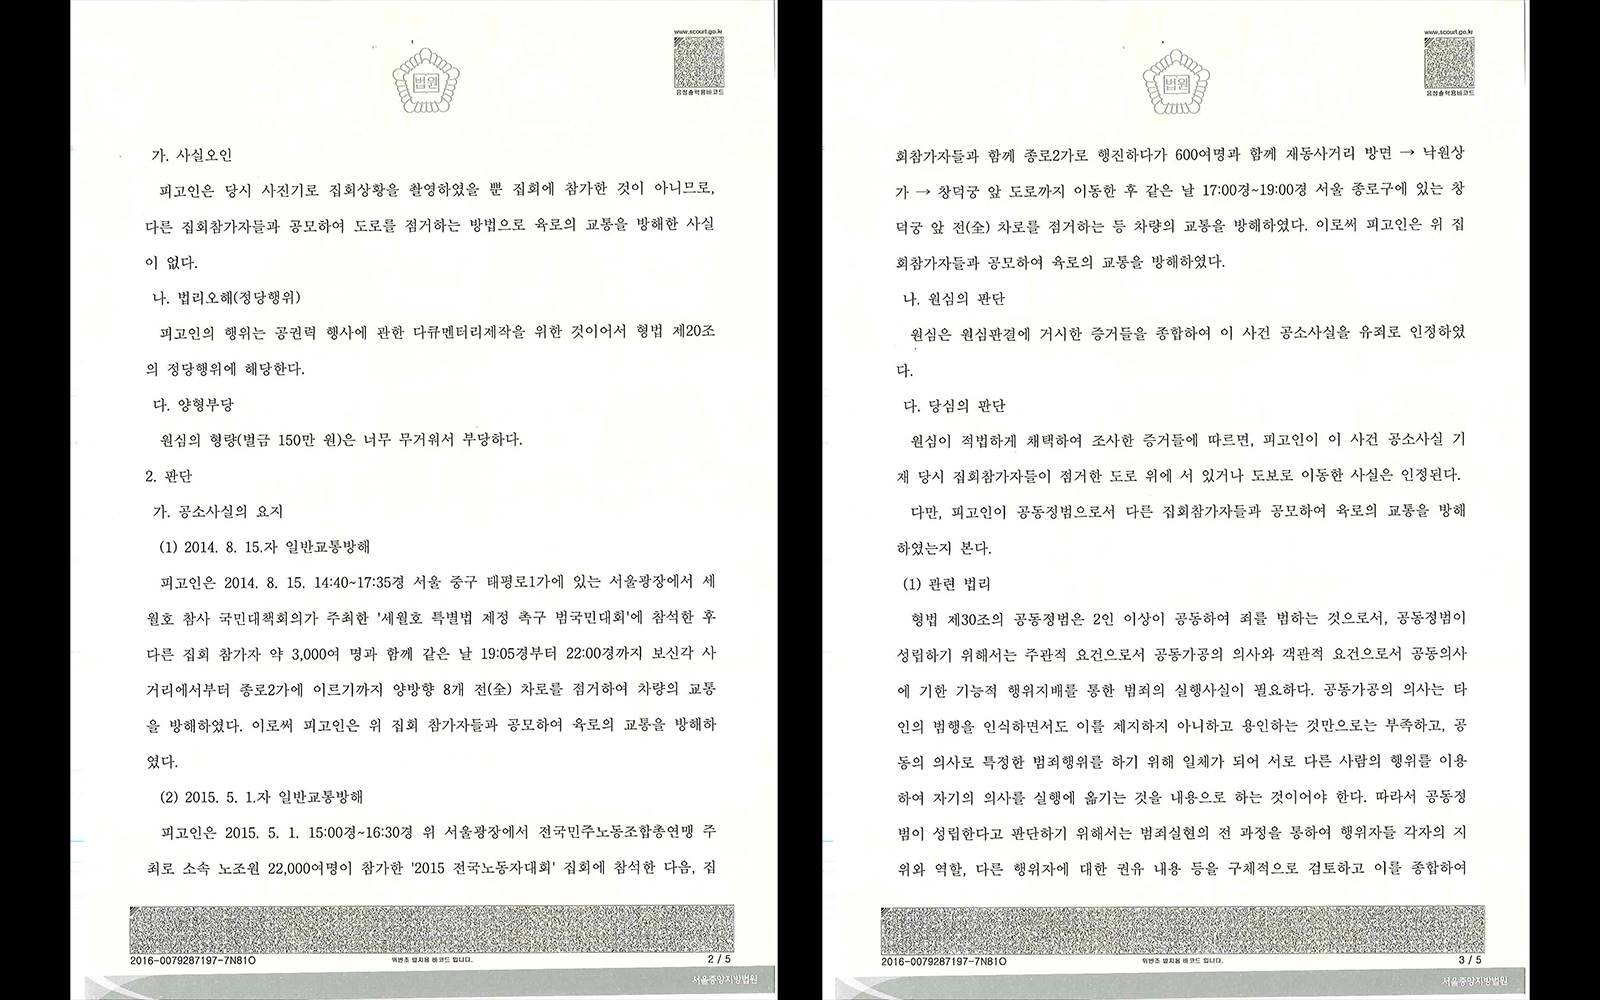 www.scourt.go.kr
법원
음성출력용바코드
가. 사실오인
피고인은 당시 사진기로 집회상황을 촬영하였을 뿐 집회에 참가한 것이 아니므로,
다른 집회참가자들과 공모하여 도로를 점거하는 방법으로 육로의 교통을 방해한 사실
이 없다.
나. 법리오해(정당행위)
피고인의 행위는 공권력 행사에 관한 다큐멘터리제작을 위한 것이어서 형법 제20조
의 정당행위에 해당한다.
다. 양형부당
원심의 형량(벌금 150만 원)은 너무 무거워서 부당하다.
2. 판단
가. 공소사실의 요지
(1) 2014. 8. 15.자 일반교통방해
피고인은 2014. 8. 15. 14:40~17:35경 서울 중구 태평로1가에 있는 서울광장에서 세
월호 참사 국민대책회의가 주최한 '세월호 특별법 제정 촉구 범국민대회'에 참석한 후
다른 집회 참가자 약 3,000여 명과 함께 같은 날 19:05경부터 22:00경까지 보신각 사
거리에서부터 종로2가에 이르기까지 양방향 8개 전(全) 차로를 점거하여 차량의 교통
을 방해하였다. 이로써 피고인은 위 집회 참가자들과 공모하여 육로의 교통을 방해하
였다.
(2) 2015. 5. 1.자 일반교통방해
피고인은 2015. 5. 1. 15:00경~16:30경 위 서울광장에서 전국민주노동조합총연맹 주
최로 소속 노조원 22,000여명이 참가한 '2015 전국노동자대회' 집회에 참석한 다음, 집
2016-0079287197-7N81O
위변조 방지용 바코드 입니다.
2 / 5
서울중앙지방법원
www.scourt.go.kr
법원
음성출력용바코드
회참가자들과 함께 종로2가로 행진하다가 600여명과 함께 재동사거리 방면 → 낙원상
가 → 창덕궁 앞 도로까지 이동한 후 같은 날 17:00경~19:00경 서울 종로구에 있는 창
덕궁 앞 전(全) 차로를 점거하는 등 차량의 교통을 방해하였다. 이로써 피고인은 위 집
회참가자들과 공모하여 육로의 교통을 방해하였다.
나. 원심의 판단
원심은 원심판결에 거시한 증거들을 종합하여 이 사건 공소사실을 유죄로 인정하였
다.
다. 당심의 판단
원심이 적법하게 채택하여 조사한 증거들에 따르면, 피고인이 이 사건 공소사실 기
재 당시 집회참가자들이 점거한 도로 위에 서 있거나 도보로 이동한 사실은 인정된다.
다만, 피고인이 공동정범으로서 다른 집회참가자들과 공모하여 육로의 교통을 방해
하였는지 본다.
(1) 관련 법리
형법 제30조의 공동정범은 2인 이상이 공동하여 죄를 범하는 것으로서, 공동정범이
성립하기 위해서는 주관적 요건으로서 공동가공의 의사와 객관적 요건으로서 공동의사
에 기한 기능적 행위지배를 통한 범죄의 실행사실이 필요하다. 공동가공의 의사는 타
인의 범행을 인식하면서도 이를 제지하지 아니하고 용인하는 것만으로는 부족하고, 공
동의 의사로 특정한 범죄행위를 하기 위해 일체가 되어 서로 다른 사람의 행위를 이용
하여 자기의 의사를 실행에 옮기는 것을 내용으로 하는 것이어야 한다. 따라서 공동정
범이 성립한다고 판단하기 위해서는 범죄실현의 전 과정을 통하여 행위자들 각자의 지
위와 역할, 다른 행위자에 대한 권유 내용 등을 구체적으로 검토하고 이를 종합하여
2016-0079287197-7N81O
위변조 방지용 바코드 입니다.
3 / 5
서울중앙지방법원